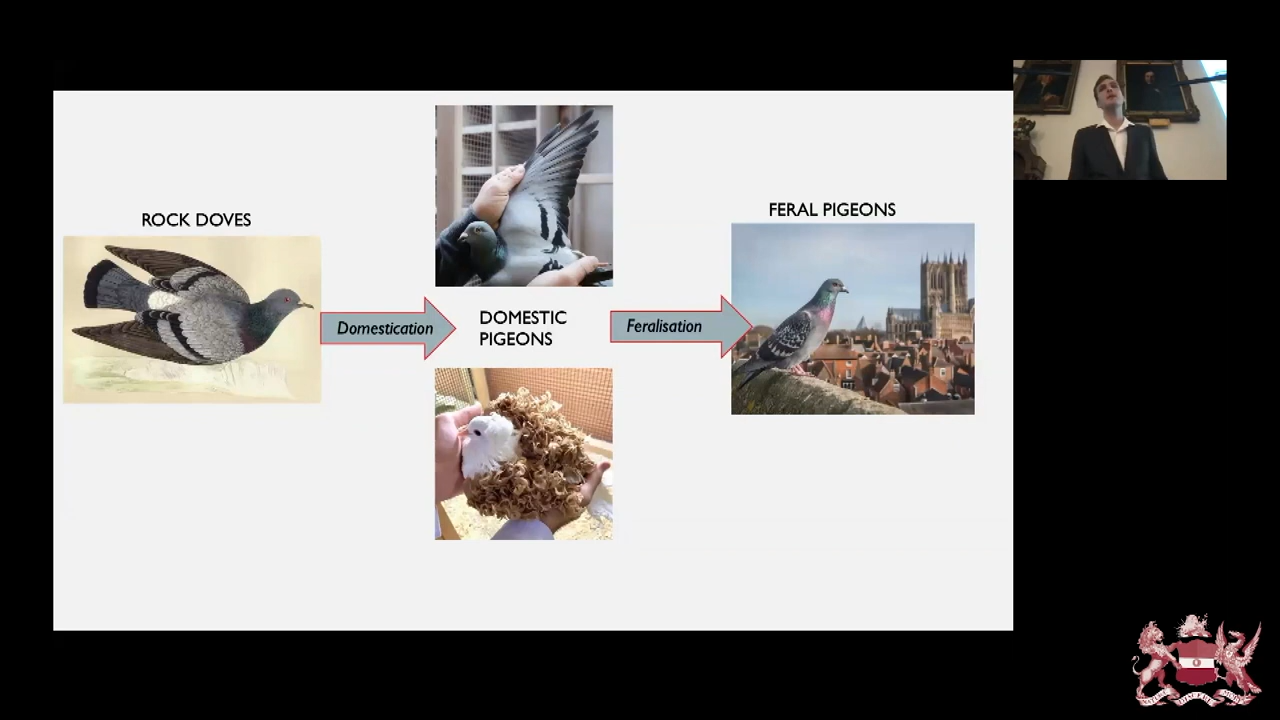 ROCK DOVES
Domestication
DOMESTIC
PIGEONS
Feralisation
FERAL PIGEONS